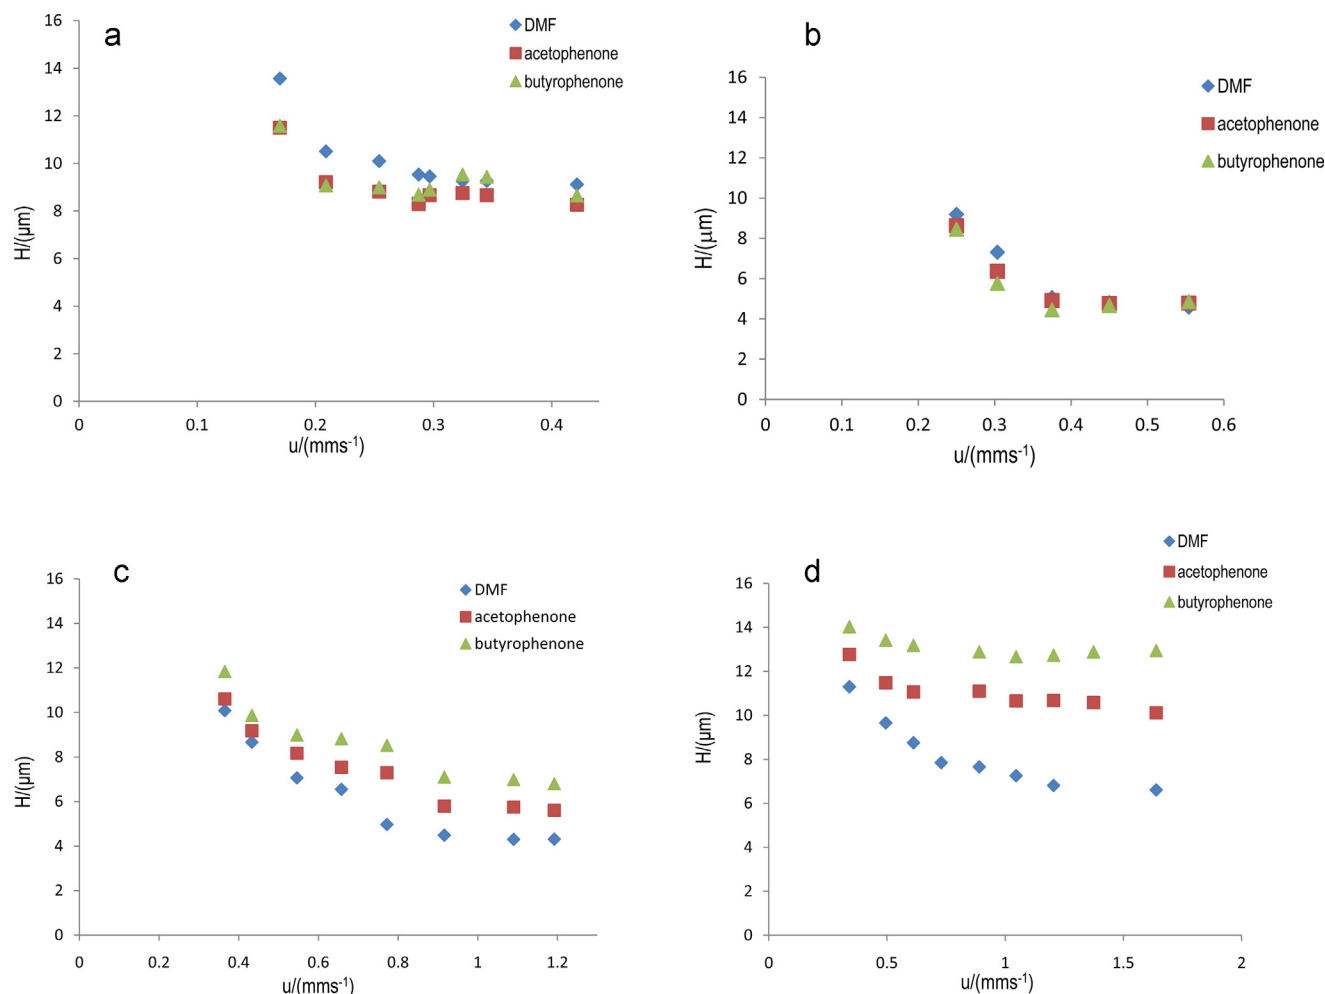 a
DMF
acetophenone
butyrophenone
H/(µm)
16
14
12
10
8
6
4
2
0
0 0.1 0.2 0.3 0.4
u/(mms⁻¹)
b
DMF
acetophenone
butyrophenone
H/(µm)
16
14
12
10
8
6
4
2
0
0 0.1 0.2 0.3 0.4 0.5 0.6
u/(mms⁻¹)
c
DMF
acetophenone
butyrophenone
H/(µm)
16
14
12
10
8
6
4
2
0
0 0.2 0.4 0.6 0.8 1 1.2
u/(mms⁻¹)
d
DMF
acetophenone
butyrophenone
H/(µm)
16
14
12
10
8
6
4
2
0
0 0.5 1 1.5 2
u/(mms⁻¹)